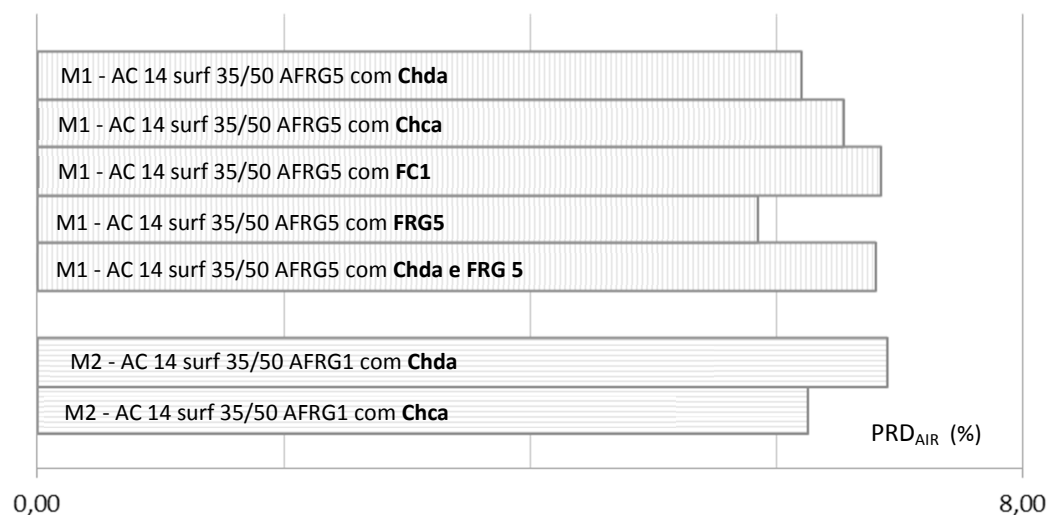 M1 - AC 14 surf 35/50 AFRG5 com Chda
M1 - AC 14 surf 35/50 AFRG5 com Chca
M1 - AC 14 surf 35/50 AFRG5 com FC1
M1 - AC 14 surf 35/50 AFRG5 com FRG5
M1 - AC 14 surf 35/50 AFRG5 com Chda e FRG 5
M2 - AC 14 surf 35/50 AFRG1 com Chda
M2 - AC 14 surf 35/50 AFRG1 com Chca
PRDAIR (%)
0,00 8,00